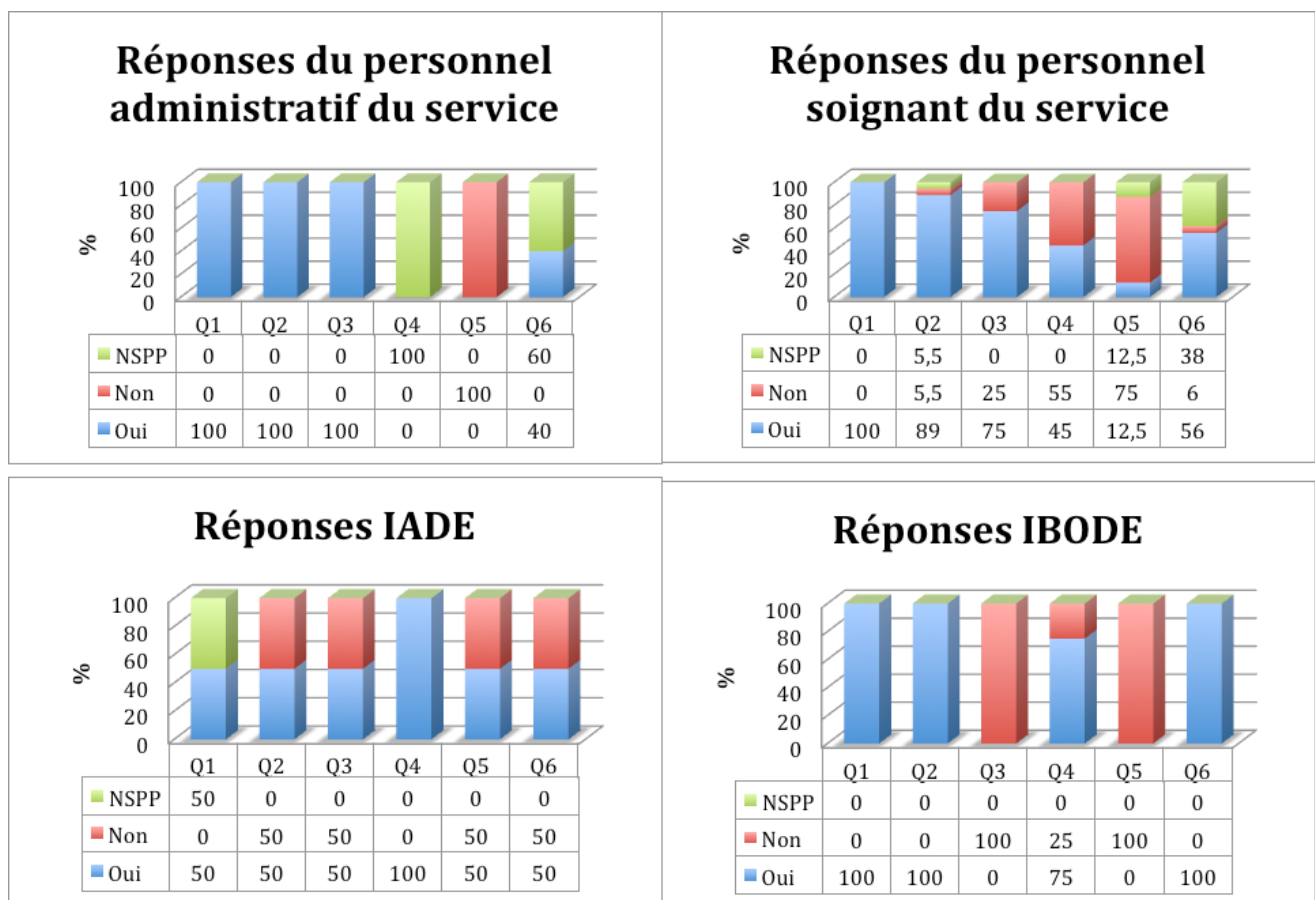 Réponses du personnel
administratif du service
%
100
80
60
40
20
0
Q1 Q2 Q3 Q4 Q5 Q6
NSPP 0 0 0 100 0 60
Non 0 0 0 0 100 0
Oui 100 100 100 0 0 40
Réponses du personnel
soignant du service
%
100
80
60
40
20
0
Q1 Q2 Q3 Q4 Q5 Q6
NSPP 0 5,5 0 0 12,5 38
Non 0 5,5 25 55 75 6
Oui 100 89 75 45 12,5 56
Réponses IADE
%
100
80
60
40
20
0
Q1 Q2 Q3 Q4 Q5 Q6
NSPP 50 0 0 0 0 0
Non 0 50 50 0 50 50
Oui 50 50 50 100 50 50
Réponses IBODE
%
100
80
60
40
20
0
Q1 Q2 Q3 Q4 Q5 Q6
NSPP 0 0 0 0 0 0
Non 0 0 100 25 100 0
Oui 100 100 0 75 0 100